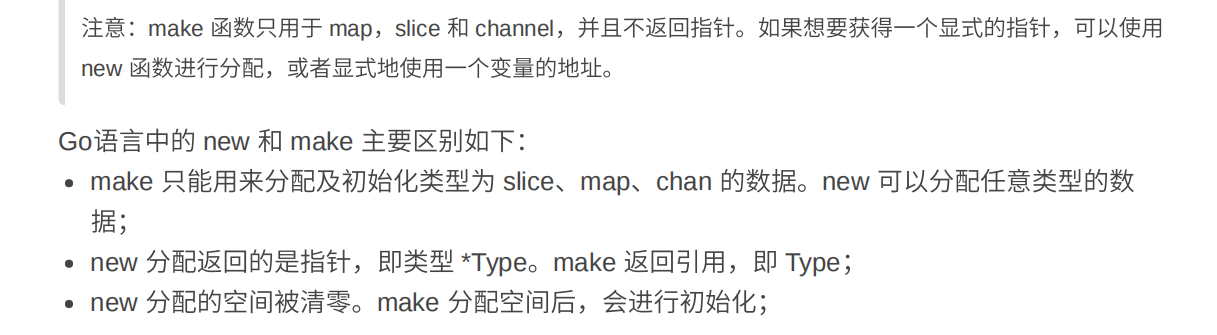 注意：make 函数只用于 map，slice 和 channel，并且不返回指针。如果想要获得一个显式的指针，可以使用
new 函数进行分配，或者显式地使用一个变量的地址。
Go语言中的 new 和 make 主要区别如下：
• make 只能用来分配及初始化类型为 slice、map、chan 的数据。new 可以分配任意类型的数
据；
• new 分配返回的是指针，即类型 *Type。make 返回引用，即 Type；
• new 分配的空间被清零。make 分配空间后，会进行初始化；